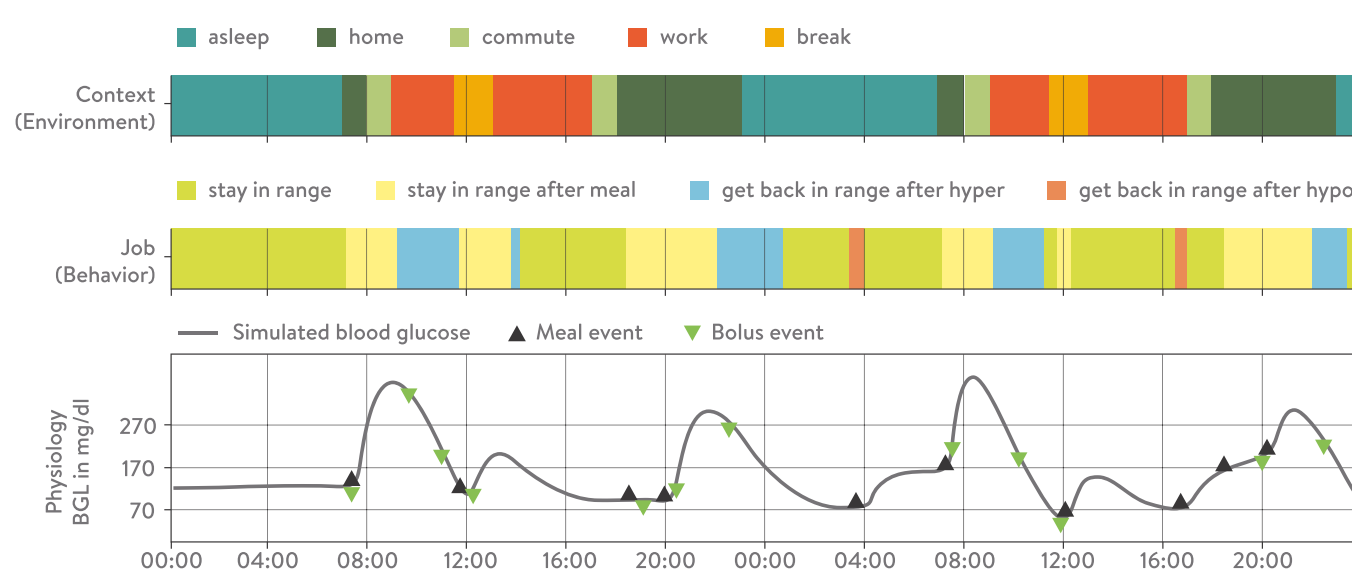 asleep home commute work break
Context
(Environment)
stay in range stay in range after meal get back in range after hyper get back in range after hypo
Job
(Behavior)
Simulated blood glucose Meal event Bolus event
Physiology
BGL in mg/dl
270
170
70
00:00 04:00 08:00 12:00 16:00 20:00 00:00 04:00 08:00 12:00 16:00 20:00